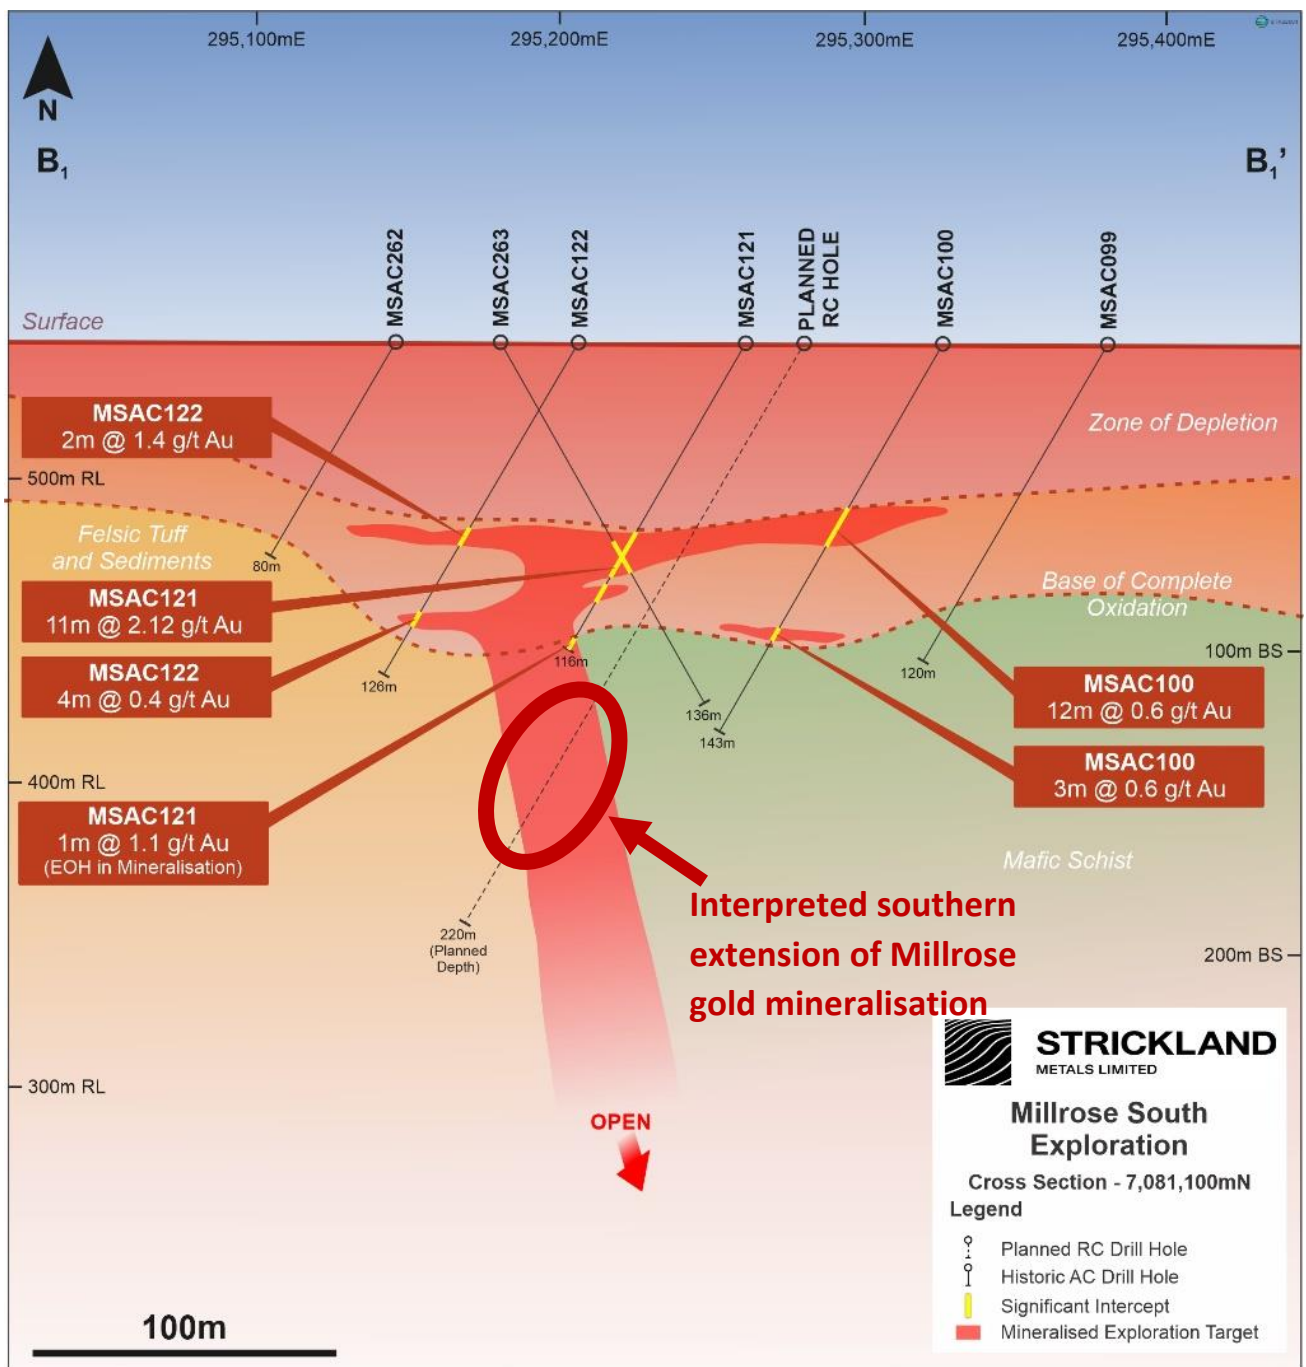 295,100mE
295,200mE
295,300mE
295,400mE
N
B₁
B₁’
MSAC262
MSAC263
MSAC122
MSAC121
PLANNED
RC HOLE
MSAC100
MSAC099
Surface
MSAC122
2m @ 1.4 g/t Au
Zone of Depletion
500m RL
Felsic Tuff
and Sediments
80m
Base of Complete
Oxidation
MSAC121
11m @ 2.12 g/t Au
MSAC122
4m @ 0.4 g/t Au
126m
116m
136m
143m
120m
100m BS
MSAC100
12m @ 0.6 g/t Au
MSAC100
3m @ 0.6 g/t Au
400m RL
MSAC121
1m @ 1.1 g/t Au
(EOH in Mineralisation)
Mafic Schist
220m
(Planned
Depth)
Interpreted southern
extension of Millrose
gold mineralisation
200m BS
300m RL
OPEN
STRICKLAND
METALS LIMITED
Millrose South
Exploration
Cross Section - 7,081,100mN
Legend
Planned RC Drill Hole
Historic AC Drill Hole
Significant Intercept
Mineralised Exploration Target
100m